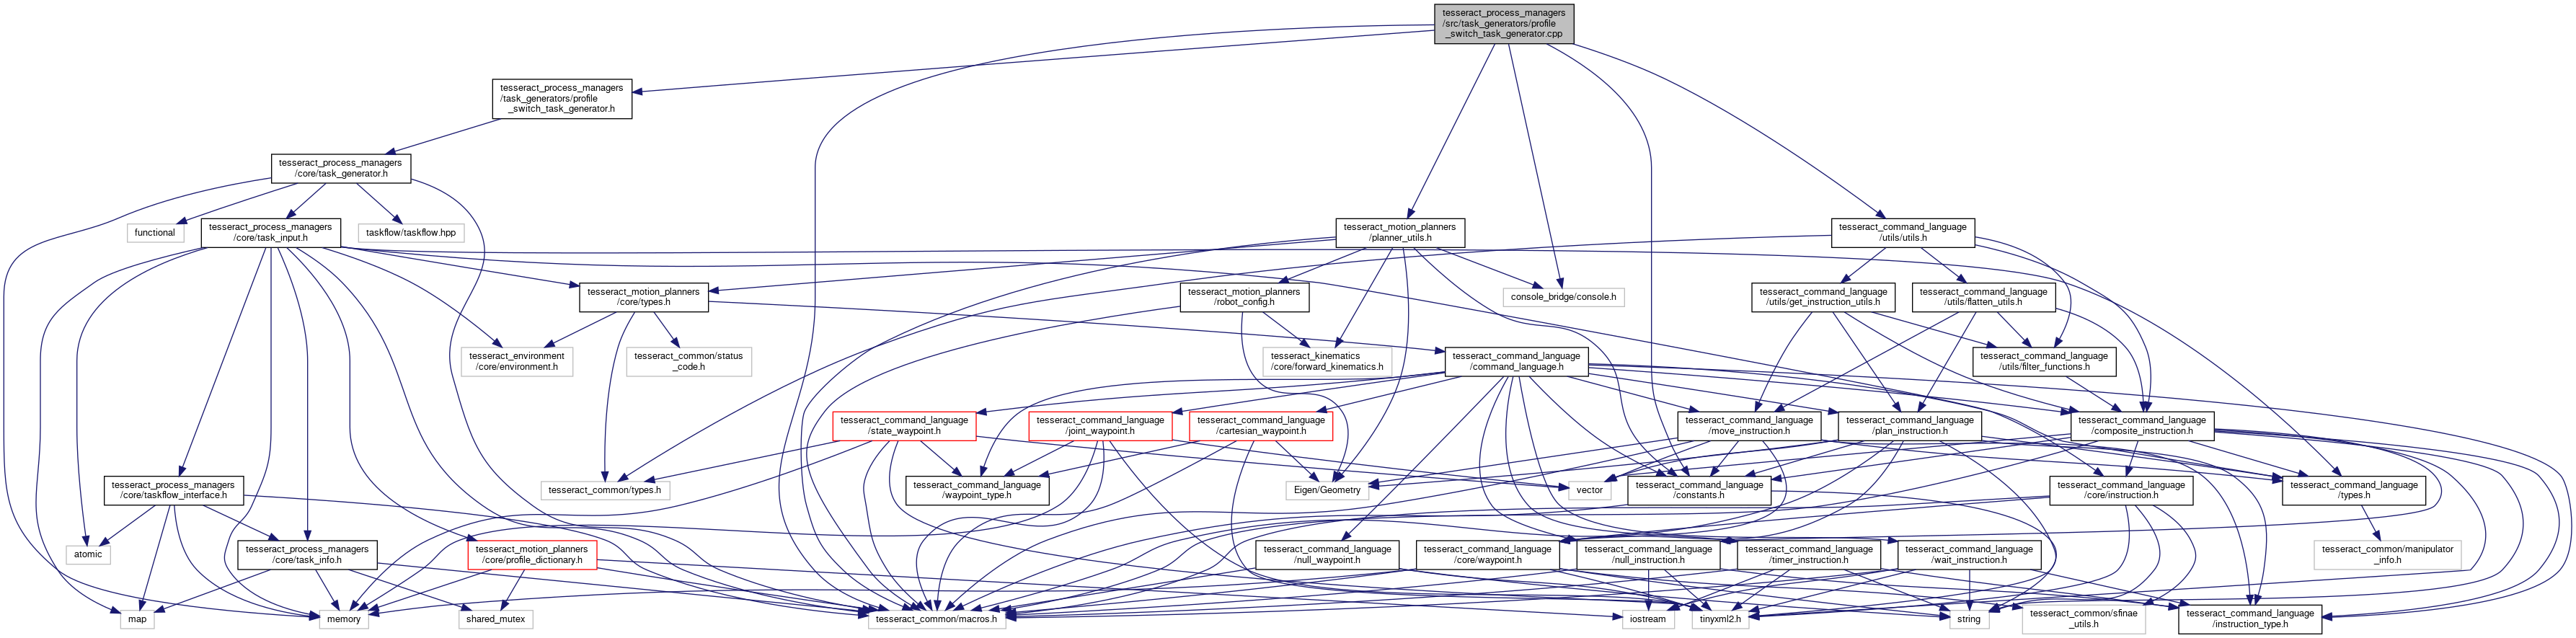 tesseract_process_managers
/src/task_generators/profile
_switch_task_generator.cpp
tesseract_process_managers
/task_generators/profile
_switch_task_generator.h
tesseract_process_managers
/core/task_generator.h
functional
tesseract_process_managers
/core/task_input.h
taskflow/taskflow.hpp
tesseract_motion_planners
/planner_utils.h
tesseract_command_language
/utils/utils.h
tesseract_motion_planners
/core/types.h
tesseract_motion_planners
/robot_config.h
console_bridge/console.h
tesseract_command_language
/utils/get_instruction_utils.h
tesseract_command_language
/utils/flatten_utils.h
tesseract_environment
/core/environment.h
tesseract_common/status
_code.h
tesseract_kinematics
/core/forward_kinematics.h
tesseract_command_language
/command_language.h
tesseract_command_language
/utils/filter_functions.h
tesseract_command_language
/state_waypoint.h
tesseract_command_language
/joint_waypoint.h
tesseract_command_language
/cartesian_waypoint.h
tesseract_command_language
/move_instruction.h
tesseract_command_language
/plan_instruction.h
tesseract_command_language
/composite_instruction.h
tesseract_process_managers
/core/taskflow_interface.h
tesseract_common/types.h
tesseract_command_language
/waypoint_type.h
Eigen/Geometry
vector
tesseract_command_language
/constants.h
tesseract_command_language
/core/instruction.h
tesseract_command_language
/types.h
atomic
tesseract_process_managers
/core/task_info.h
tesseract_motion_planners
/core/profile_dictionary.h
tesseract_command_language
/null_waypoint.h
tesseract_command_language
/core/waypoint.h
tesseract_command_language
/null_instruction.h
tesseract_command_language
/timer_instruction.h
tesseract_command_language
/wait_instruction.h
tesseract_common/manipulator
_info.h
map
memory
shared_mutex
tesseract_common/macros.h
iostream
tinyxml2.h
string
tesseract_common/sfinae
_utils.h
tesseract_command_language
/instruction_type.h